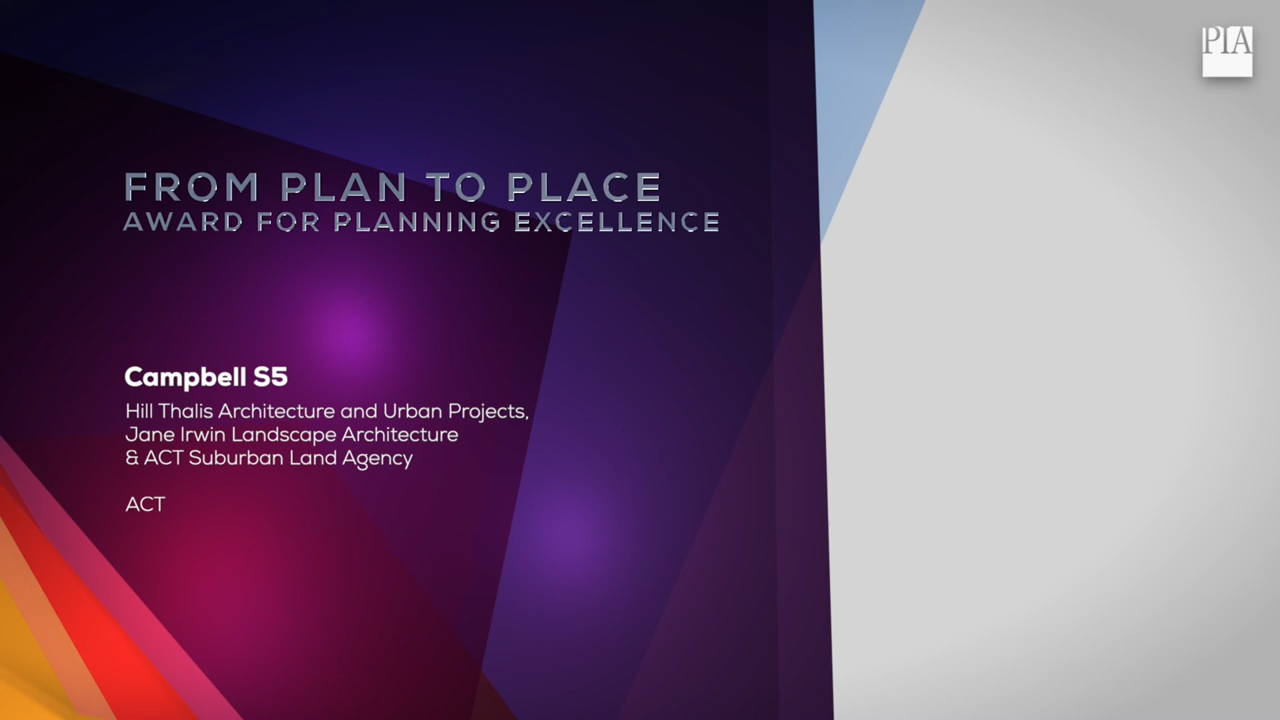 PIA
FROM PLAN TO PLACE
AWARD FOR PLANNING EXCELLENCE
Campbell S5
Hill Thalis Architecture and Urban Projects,
Jane Irwin Landscape Architecture
& ACT Suburban Land Agency
ACT